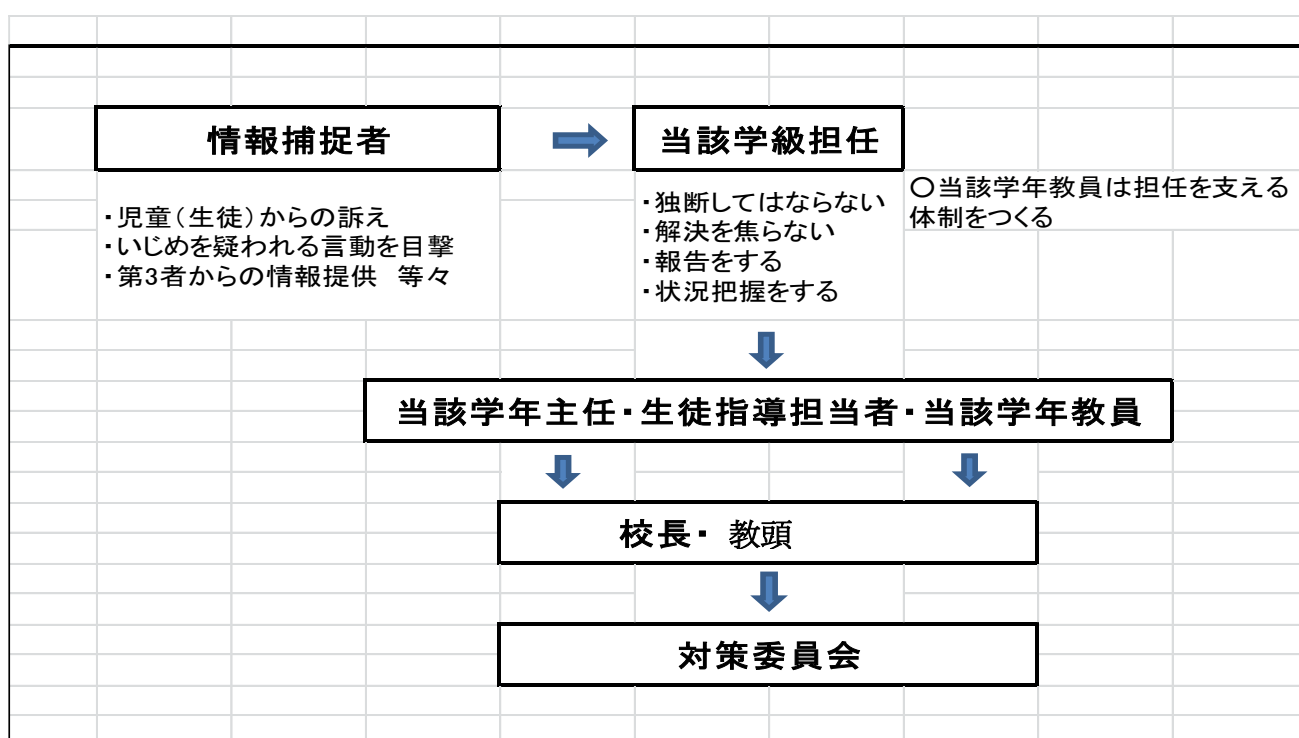 情報捕捉者
当該学級担任
・児童（生徒）からの訴え
・いじめを疑われる言動を目撃
・第3者からの情報提供　等々
・独断してはならない
・解決を焦らない
・報告をする
・状況把握をする
〇当該学年教員は担任を支える
体制をつくる
当該学年主任・生徒指導担当者・当該学年教員
校長・ 教頭
対策委員会